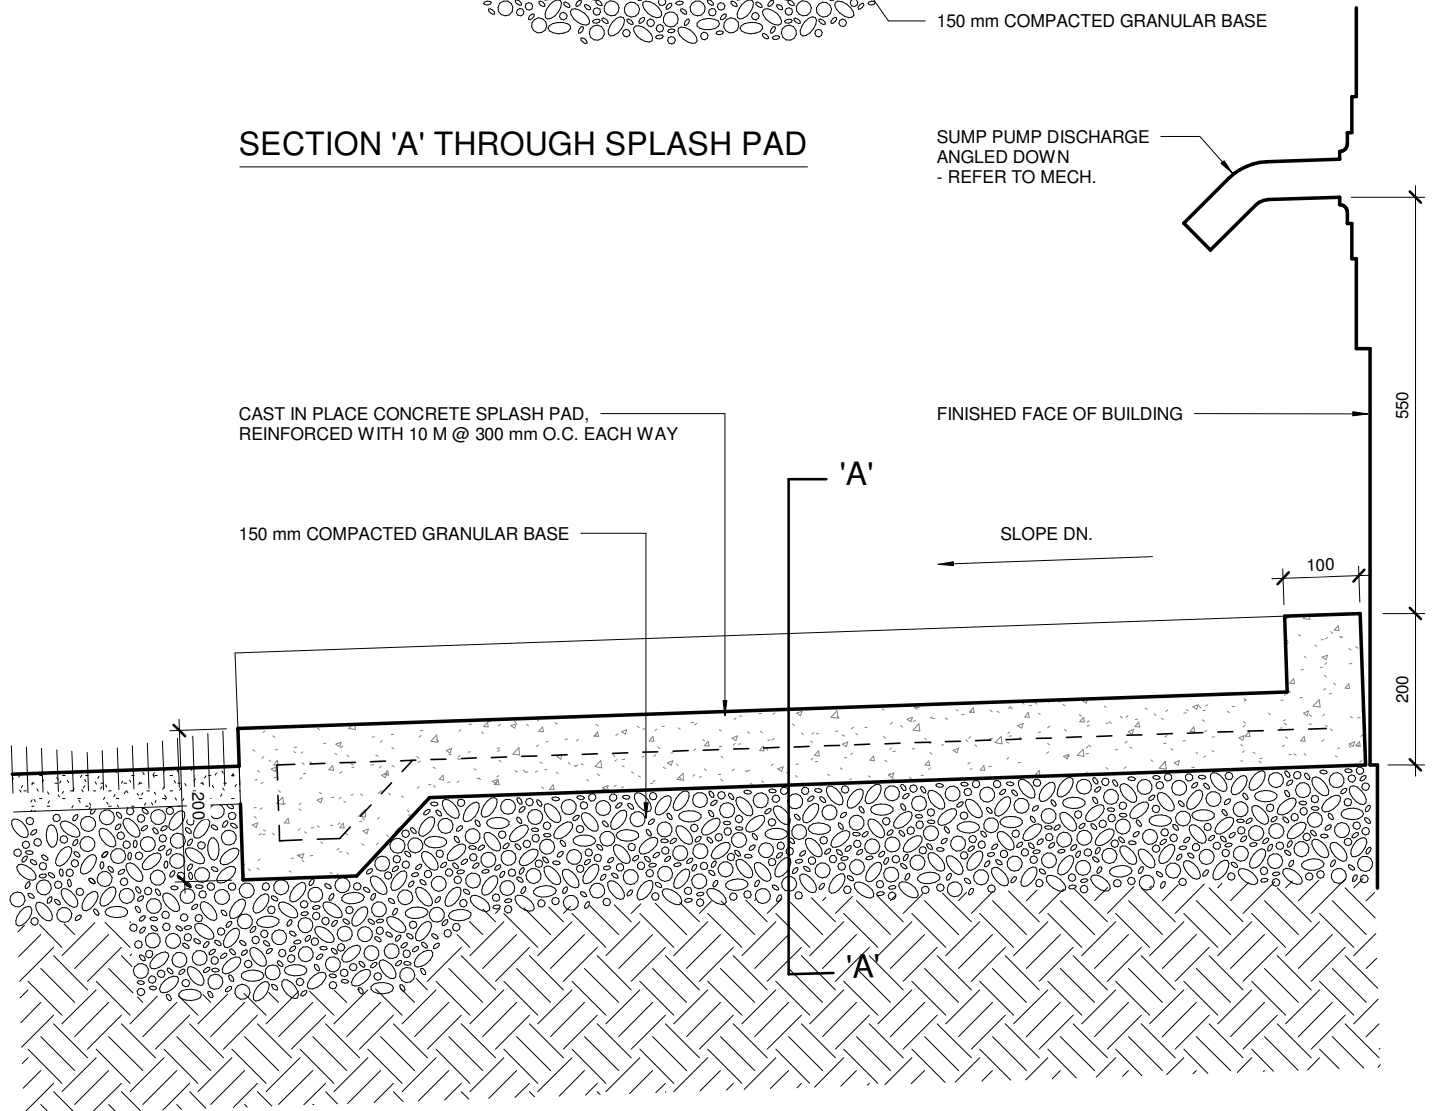 150 mm COMPACTED GRANULAR BASE
SECTION 'A' THROUGH SPLASH PAD
SUMP PUMP DISCHARGE
ANGLED DOWN
- REFER TO MECH.
550
CAST IN PLACE CONCRETE SPLASH PAD,
REINFORCED WITH 10 M @ 300 mm O.C. EACH WAY
FINISHED FACE OF BUILDING
'A'
150 mm COMPACTED GRANULAR BASE
SLOPE DN.
100
200
200
'A'